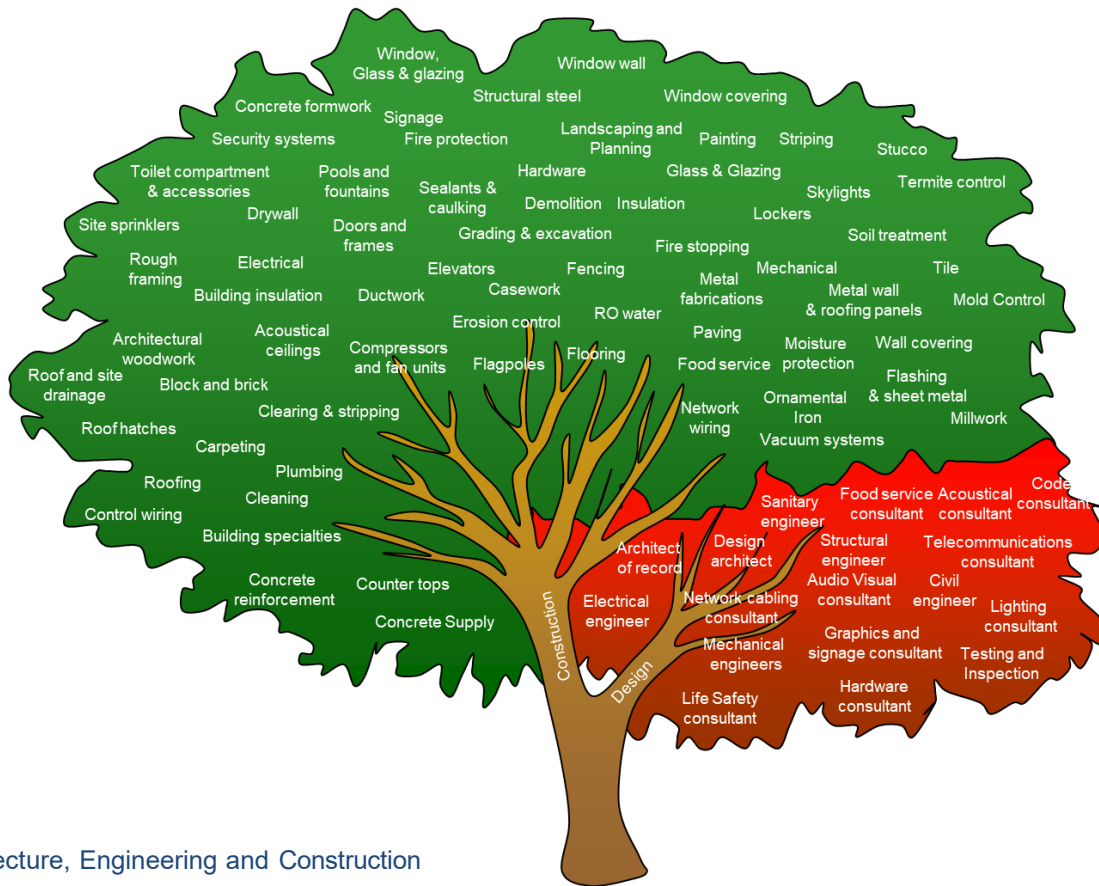 Window,
Glass & glazing
Window wall
Structural steel
Window covering
Concrete formwork
Signage
Security systems
Fire protection
Landscaping and
Planning
Painting
Striping
Stucco
Toilet compartment
& accessories
Pools and
fountains
Hardware
Glass & Glazing
Termite control
Sealants &
caulking
Skylights
Demolition
Insulation
Lockers
Drywall
Site sprinklers
Doors and
frames
Grading & excavation
Soil treatment
Fire stopping
Rough
framing
Electrical
Elevators
Fencing
Mechanical
Tile
Building insulation
Ductwork
Casework
Metal
fabrications
Metal wall
& roofing panels
Mold Control
Erosion control
RO water
Paving
Architectural
woodwork
Acoustical
ceilings
Compressors
and fan units
Flagpoles
Flooring
Food service
Moisture
protection
Wall covering
Roof and site
drainage
Block and brick
Flashing
& sheet metal
Clearing & stripping
Network
wiring
Ornamental
Iron
Millwork
Roof hatches
Carpeting
Vacuum systems
Plumbing
Roofing
Cleaning
Control wiring
Building specialties
Concrete
reinforcement
Counter tops
Concrete Supply
Construction
Design
Sanitary
engineer
Food service
consultant
Acoustical
consultant
Code
consultant
Architect
of record
Design
architect
Structural
engineer
Telecommunications
consultant
Electrical
engineer
Network cabling
consultant
Audio Visual
consultant
Civil
engineer
Lighting
consultant
Mechanical
engineers
Graphics and
signage consultant
Testing and
Inspection
Life Safety
consultant
Hardware
consultant
ecture, Engineering and Construction